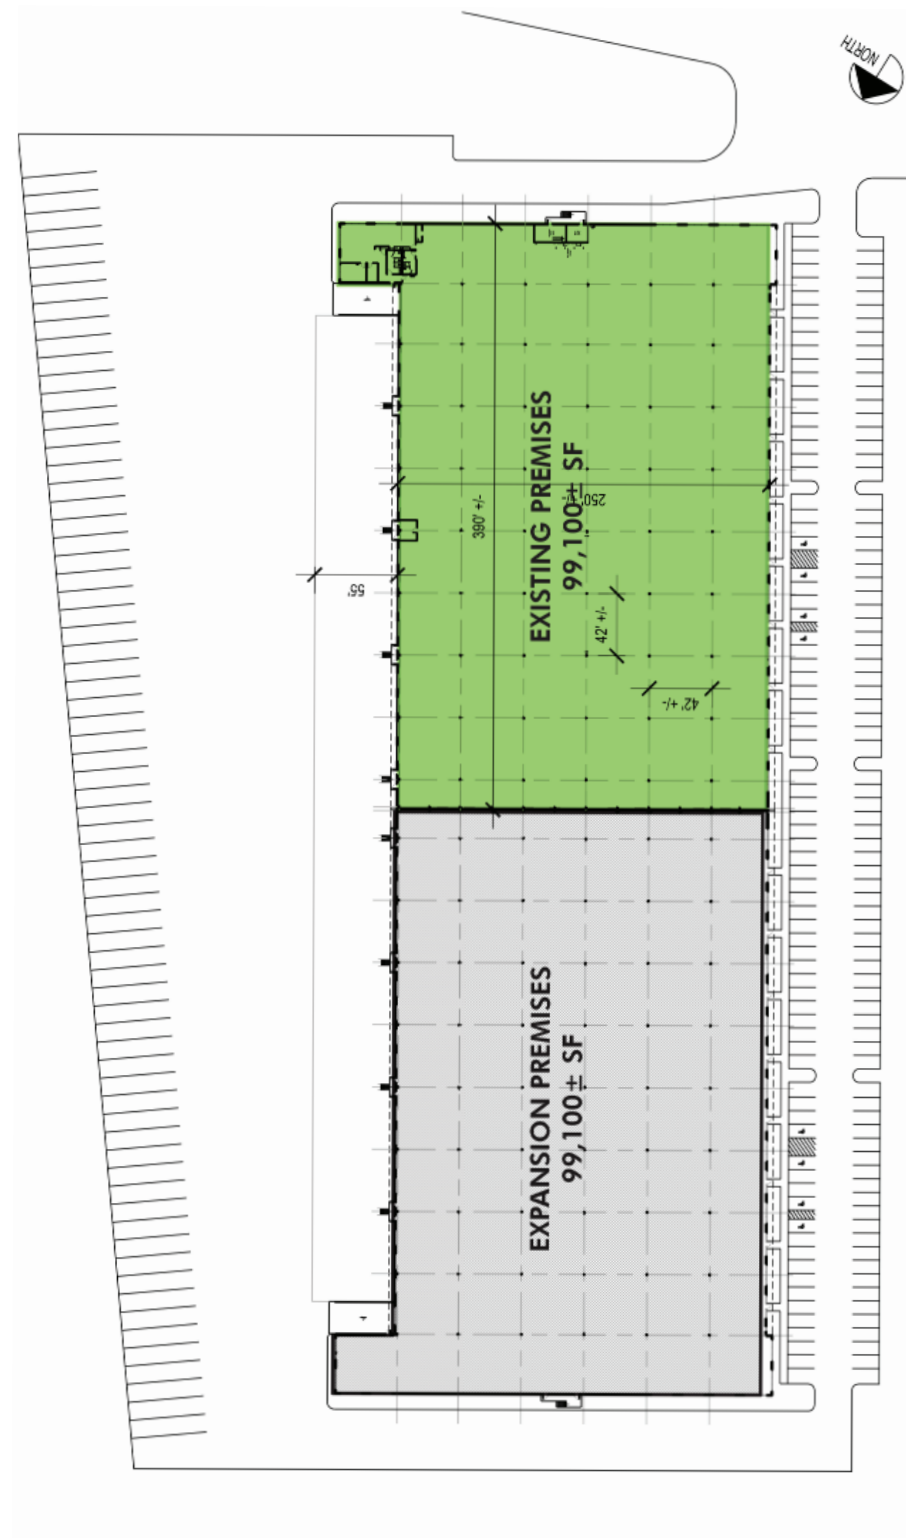 NORTH
EXISTING PREMISES
99,100± SF
250' +/-
390' +/-
55'
42' +/-
42' +/-
EXPANSION PREMISES
99,100± SF